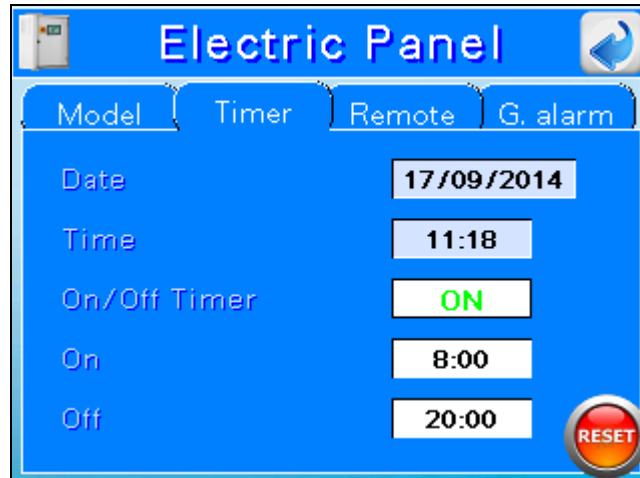 Electric Panel
Model Timer Remote G. alarm
Date 17/09/2014
Time 11:18
On/Off Timer ON
On 8:00
Off 20:00
RESET